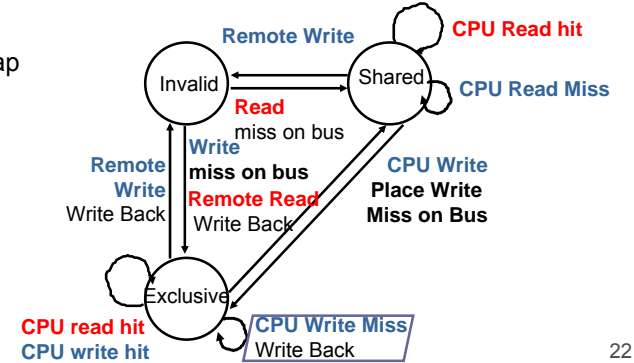 ap
Remote Write
CPU Read hit
Invalid
Shared
CPU Read Miss
Read
miss on bus
Write
miss on bus
Remote
Write
Write Back
Remote Read
Write Back
CPU Write
Place Write
Miss on Bus
Exclusive
CPU read hit
CPU write hit
CPU Write Miss
Write Back
22